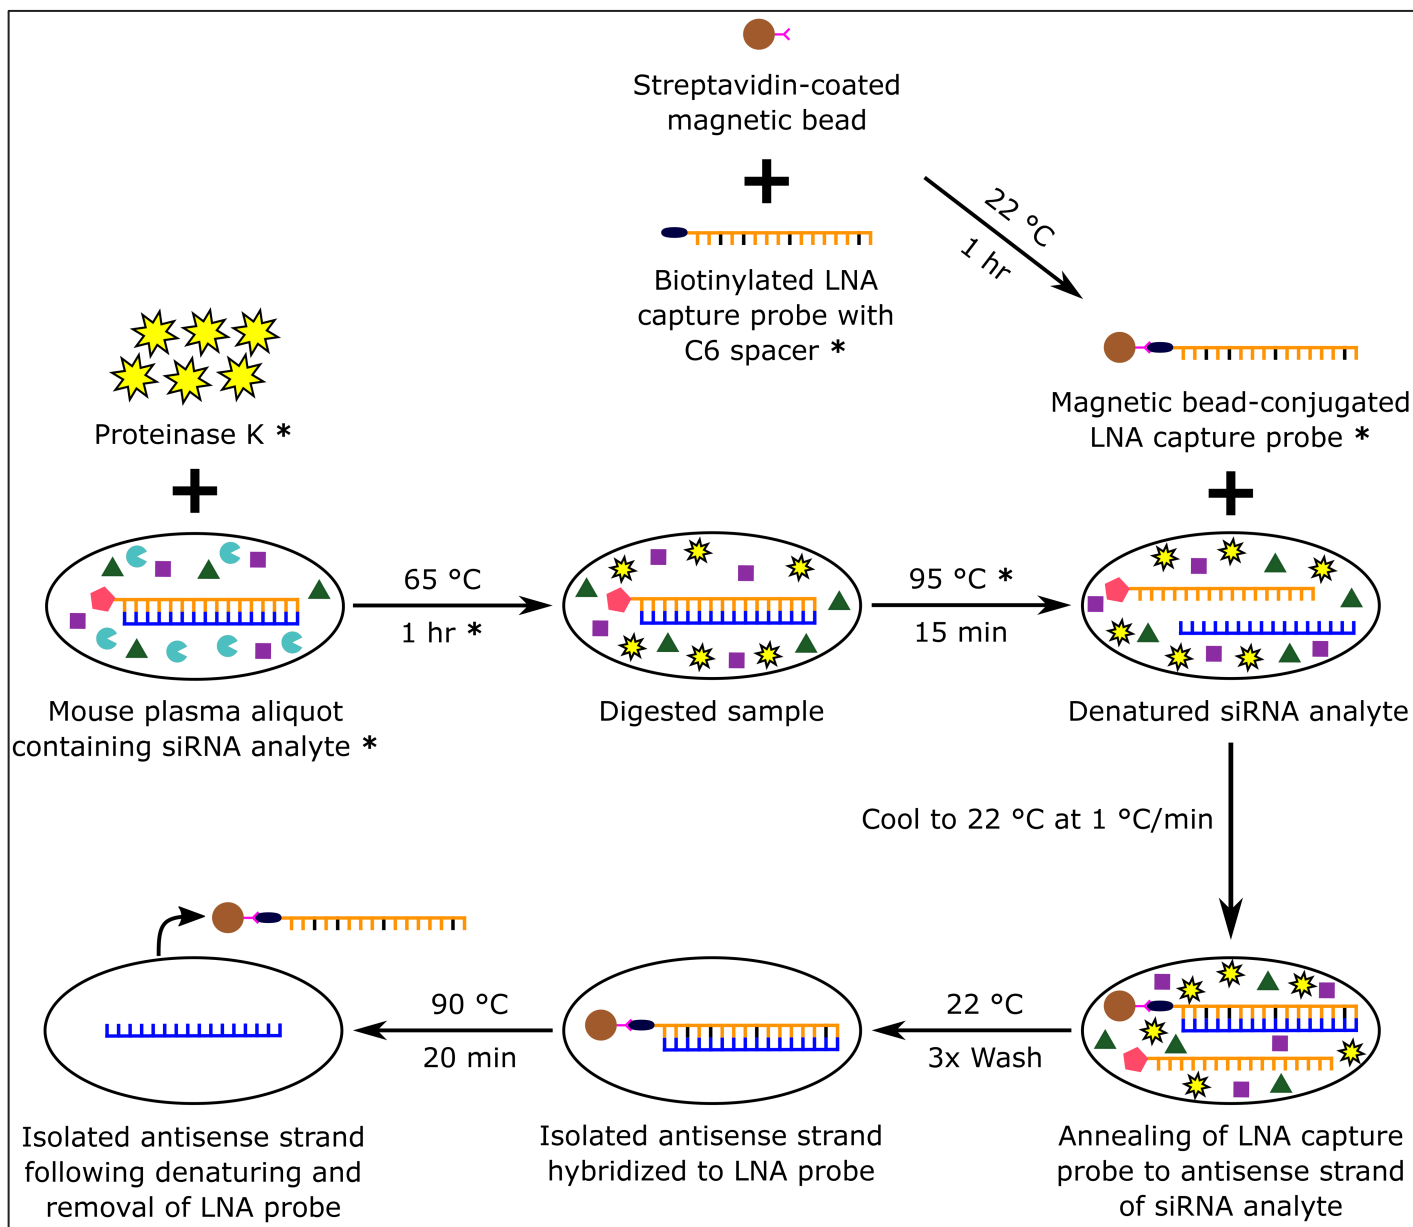 Streptavidin-coated
magnetic bead
+
Biotinylated LNA
capture probe with
C6 spacer *
22 °C
1 hr
Magnetic bead-conjugated
LNA capture probe *
+
Proteinase K *
+
Mouse plasma aliquot
containing siRNA analyte *
65 °C
1 hr *
Digested sample
95 °C *
15 min
Denatured siRNA analyte
Cool to 22 °C at 1 °C/min
Annealing of LNA capture
probe to antisense strand
of siRNA analyte
22 °C
3x Wash
Isolated antisense strand
hybridized to LNA probe
90 °C
20 min
Isolated antisense strand
following denaturing and
removal of LNA probe